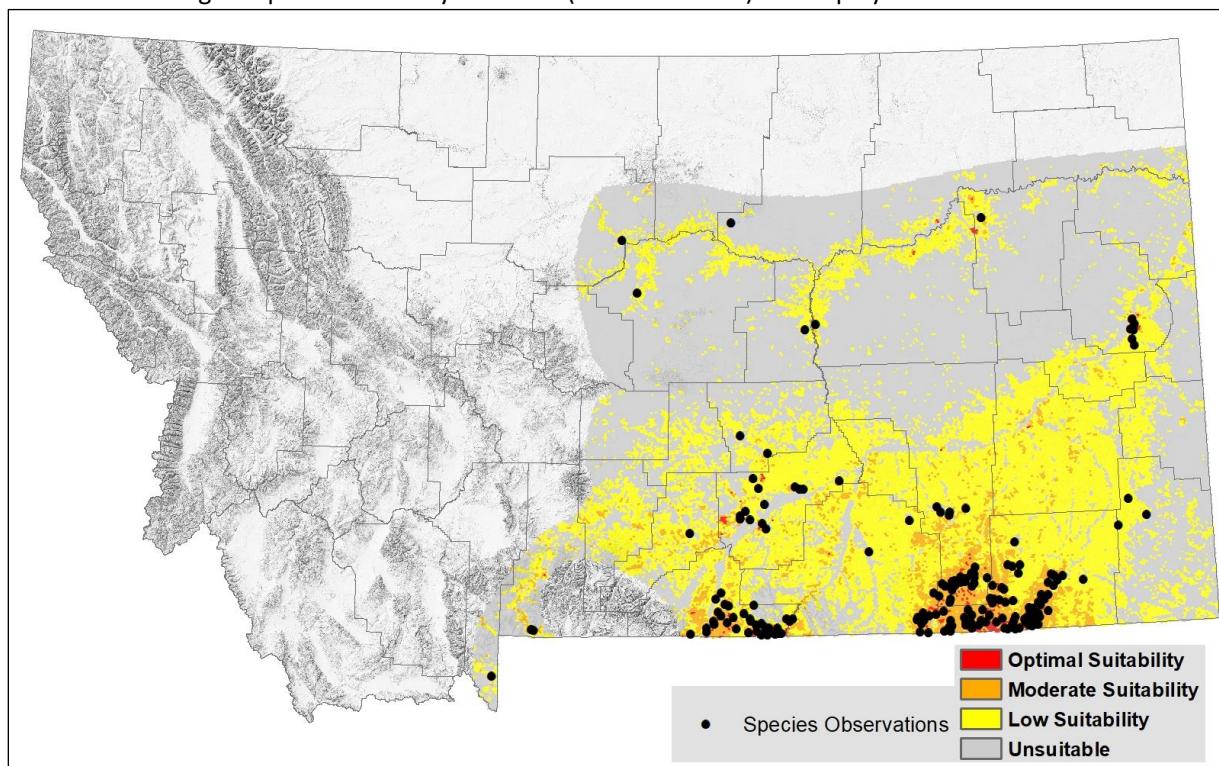 Species Observations
Optimal Suitability
Moderate Suitability
Low Suitability
Unsuitable